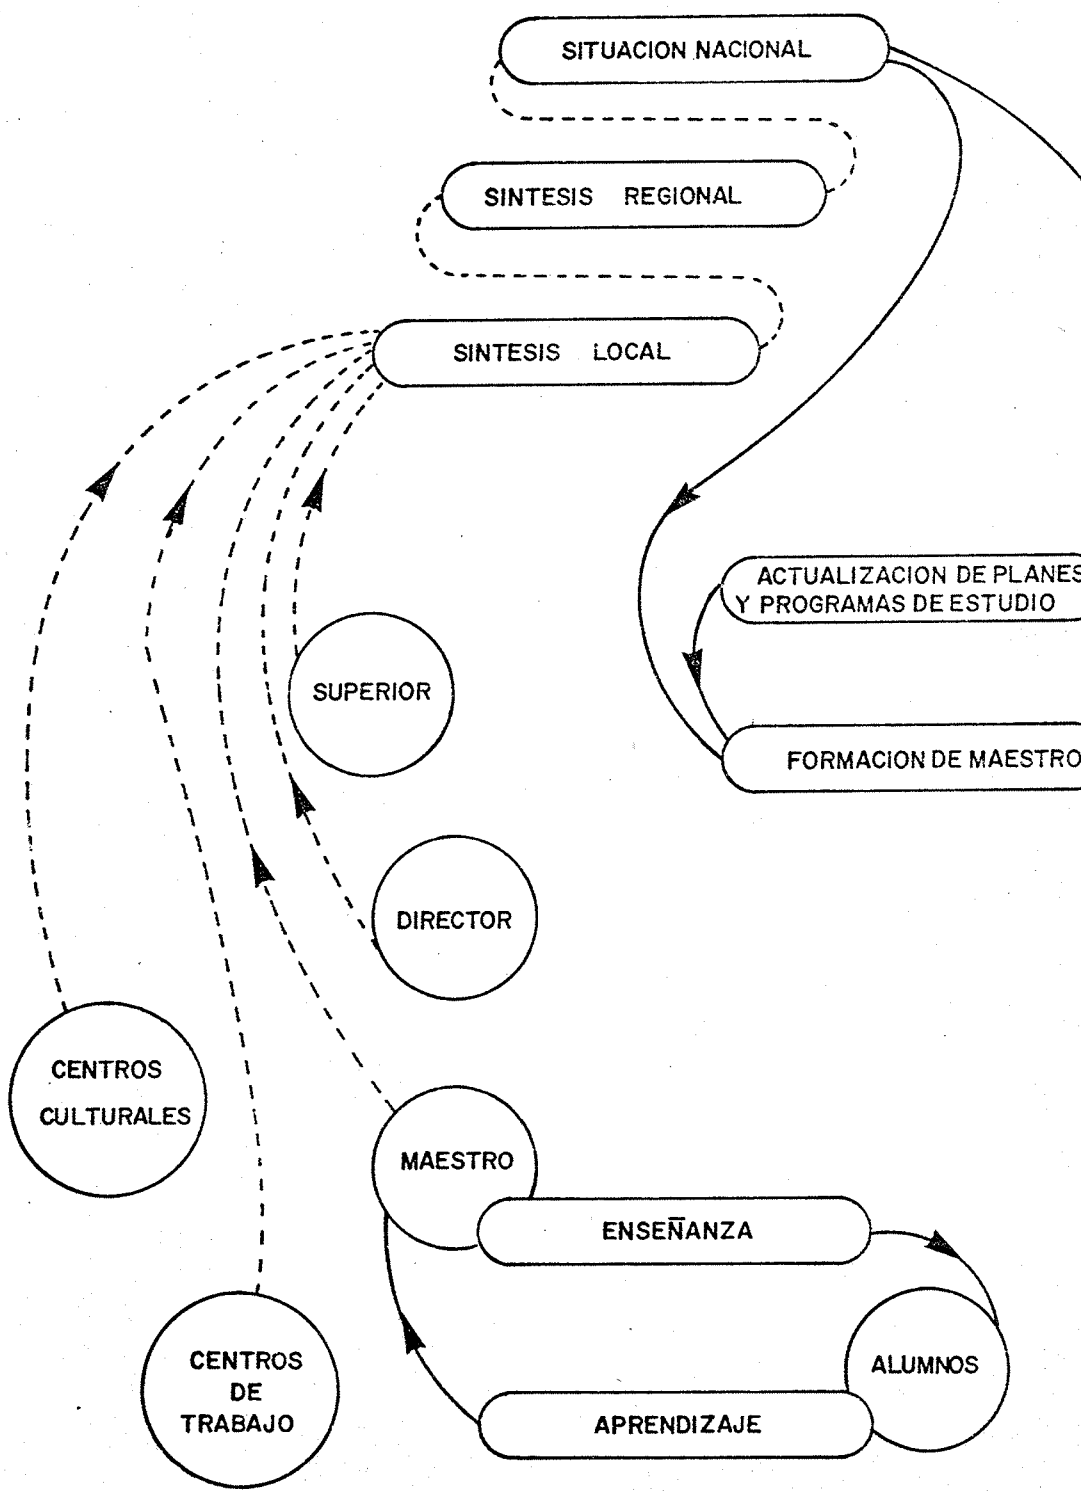 SITUACION NACIONAL
SINTESIS REGIONAL
SINTESIS LOCAL
ACTUALIZACION DE PLANES
Y PROGRAMAS DE ESTUDIO
SUPERIOR
FORMACION DE MAESTRO
DIRECTOR
CENTROS
CULTURALES
MAESTRO
ENSEÑANZA
CENTROS
DE
TRABAJO
ALUMNOS
APRENDIZAJE